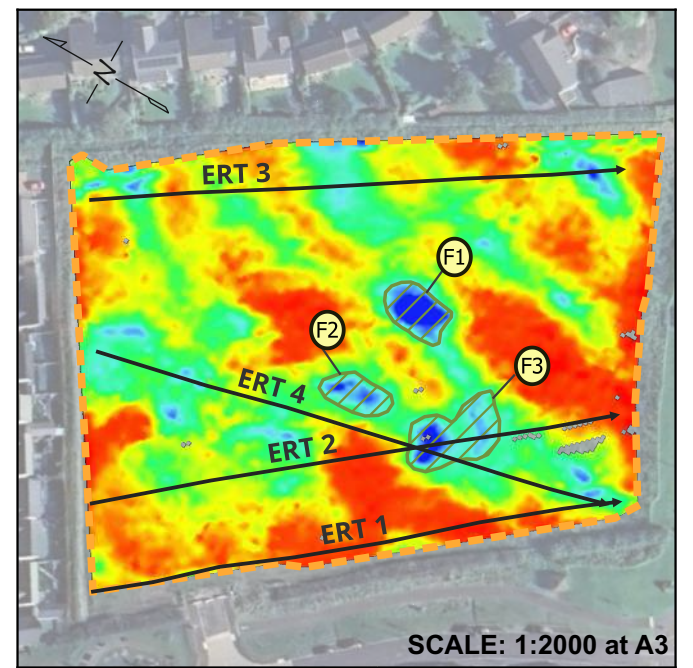 N
ERT 3
F1
F2
F3
ERT 4
ERT 2
ERT 1
SCALE: 1:2000 at A3